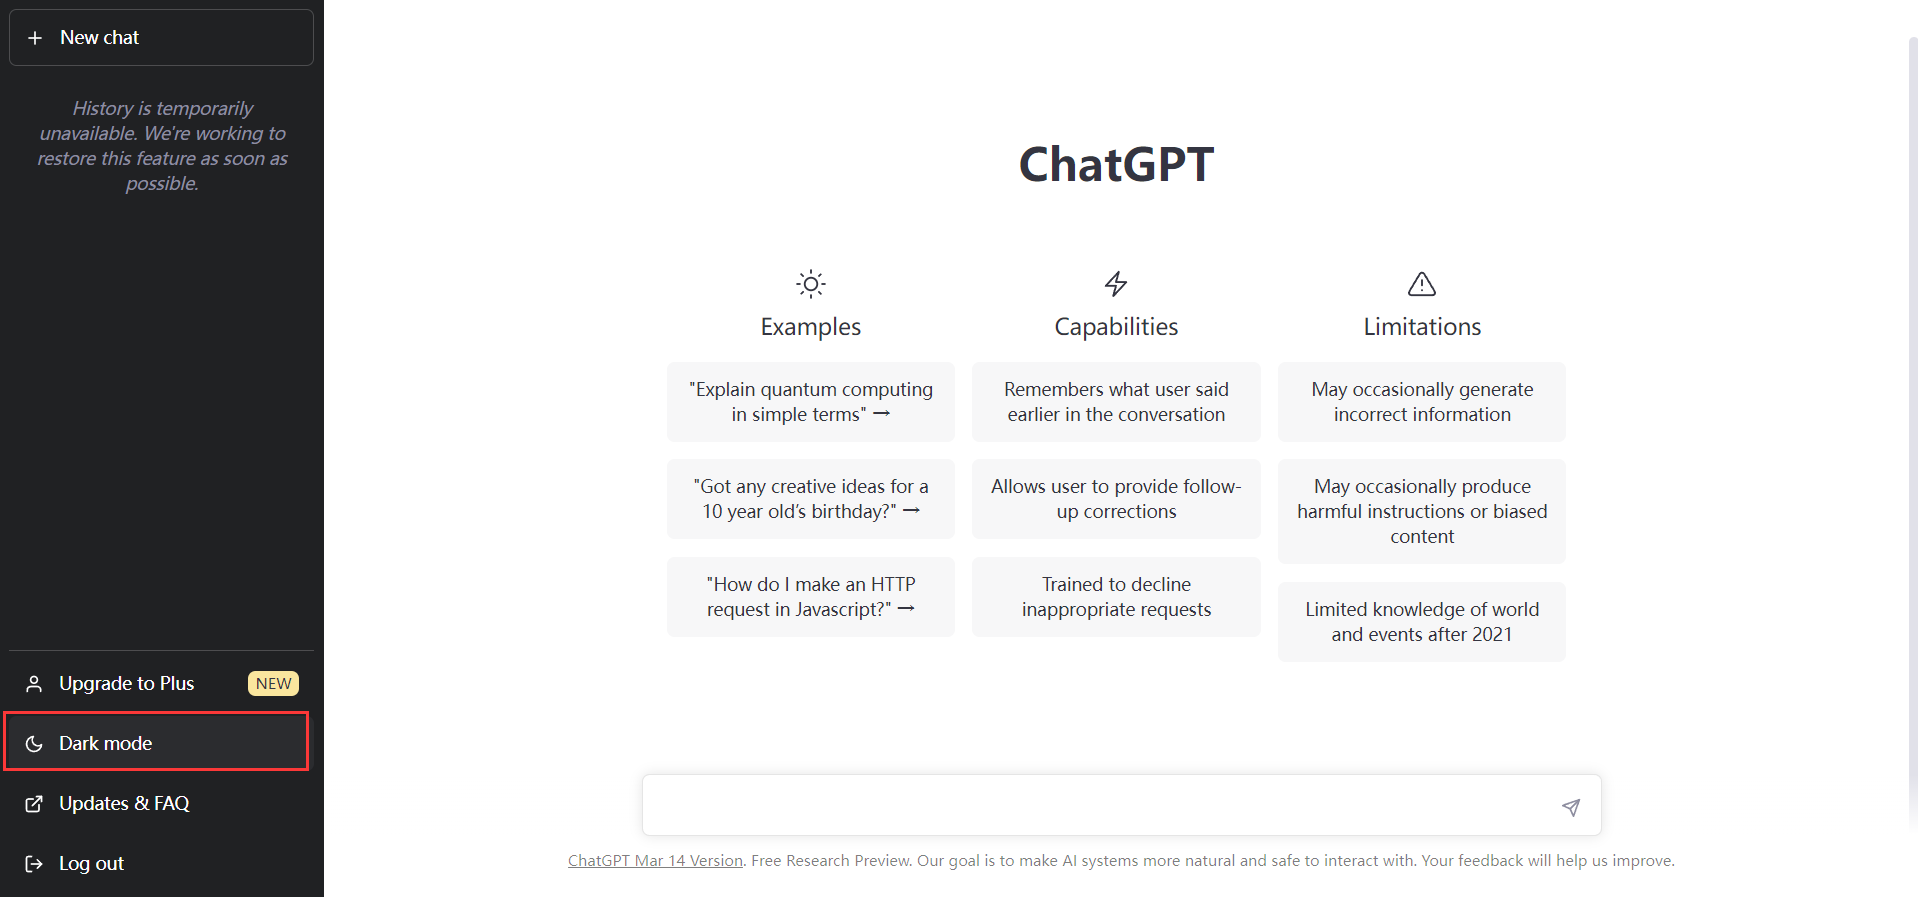 New chat
History is temporarily
unavailable. We're working to
restore this feature as soon as
possible.
Upgrade to Plus NEW
Dark mode
Updates & FAQ
Log out
ChatGPT
Examples
"Explain quantum computing
in simple terms" →
"Got any creative ideas for a
10 year old’s birthday?" →
"How do I make an HTTP
request in Javascript?" →
Capabilities
Remembers what user said
earlier in the conversation
Allows user to provide follow-
up corrections
Trained to decline
inappropriate requests
Limitations
May occasionally generate
incorrect information
May occasionally produce
harmful instructions or biased
content
Limited knowledge of world
and events after 2021
ChatGPT Mar 14 Version. Free Research Preview. Our goal is to make AI systems more natural and safe to interact with. Your feedback will help us improve.